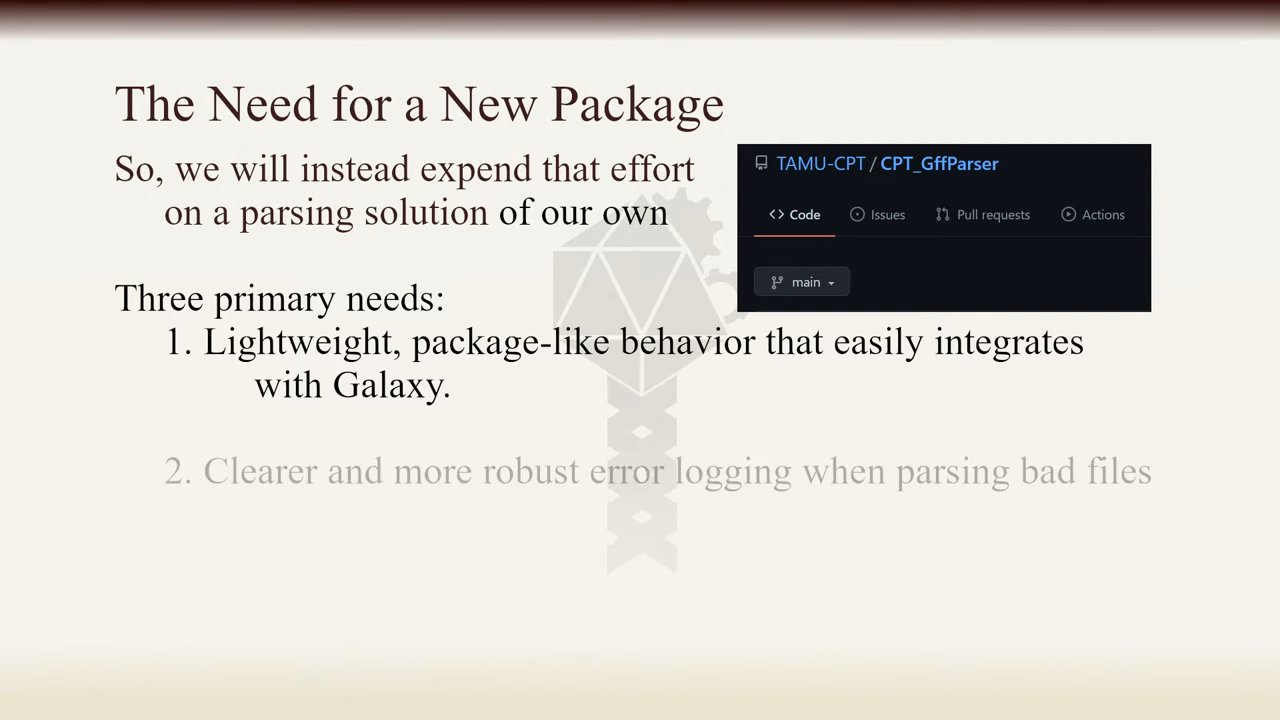 The Need for a New Package
So, we will instead expend that effort
on a parsing solution of our own
TAMU-CPT / CPT_GffParser
Code Issues Pull requests Actions
main
Three primary needs:
1. Lightweight, package-like behavior that easily integrates
with Galaxy.
2. Clearer and more robust error logging when parsing bad files